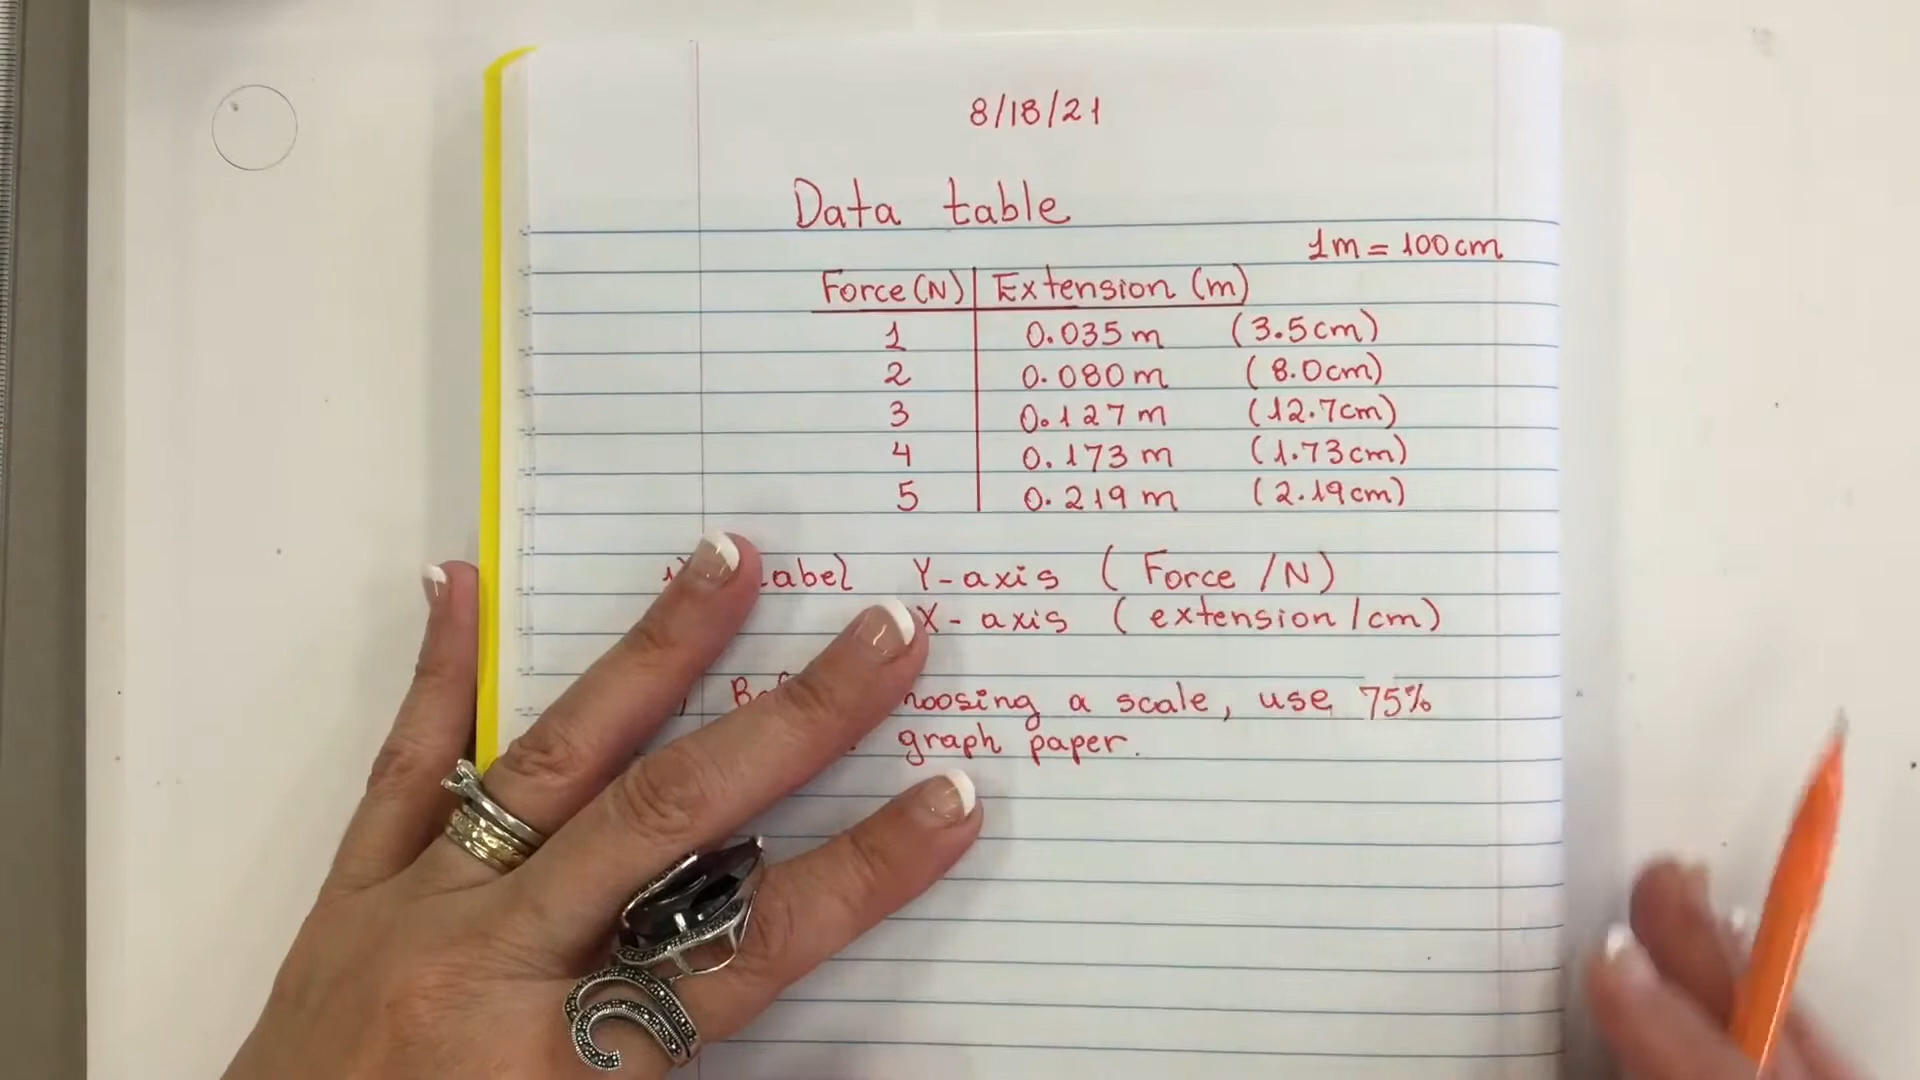 8/18/21
Data table
1m = 100cm
Force (N) | Extension (m)
1 0.035 m (3.5cm)
2 0.080 m (8.0cm)
3 0.127 m (12.7cm)
4 0.173 m (1.73cm)
5 0.219 m (2.19cm)
1) Label Y-axis ( Force /N)
X- axis ( extension /cm)
a scale, use 75%
graph paper.